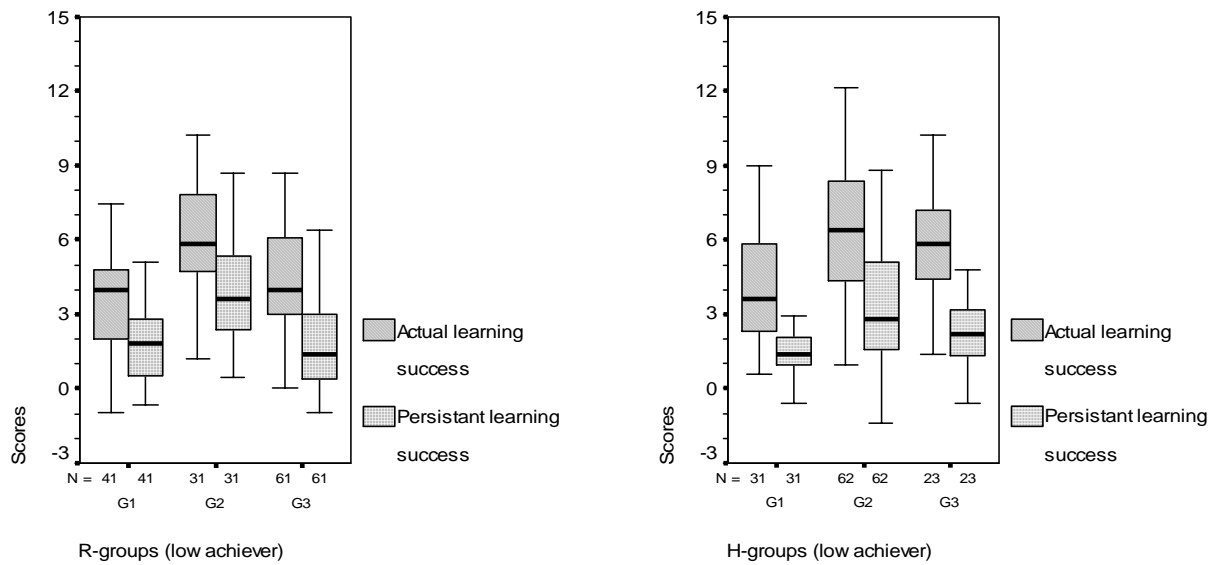 15
12
9
6
3
0
-3
Scores
Actual learning
success
Persistant learning
success
N = 41 41 31 31 61 61
G1 G2 G3
R-groups (low achiever)
15
12
9
6
3
0
-3
Scores
Actual learning
success
Persistant learning
success
N = 31 31 62 62 23 23
G1 G2 G3
H-groups (low achiever)